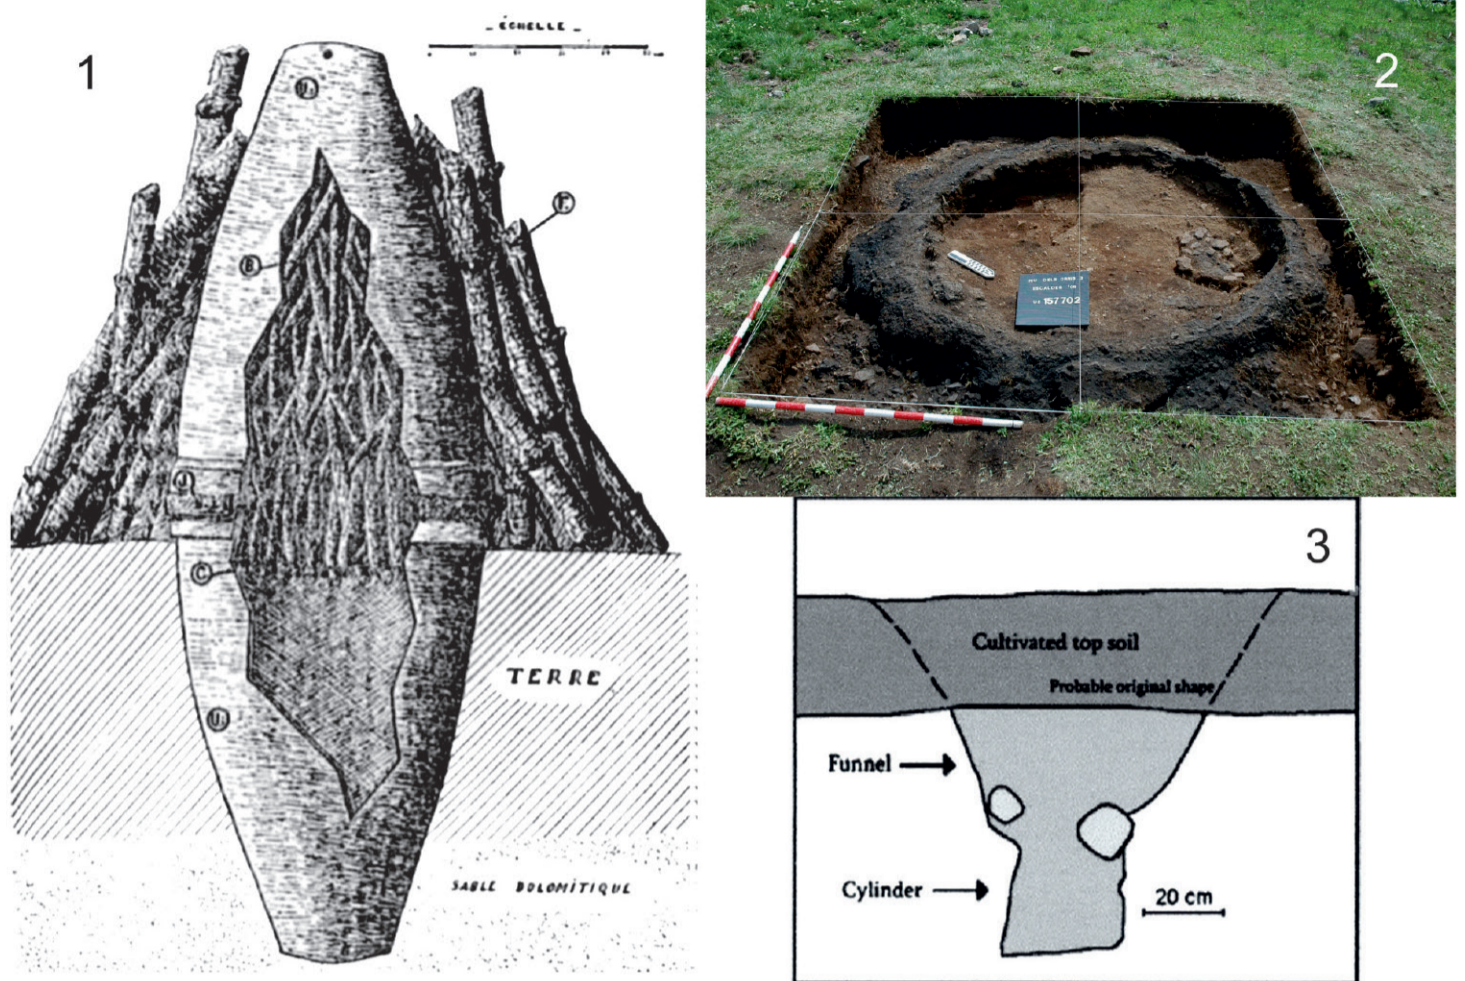 1
_ ÉCHELLE _
U.
F.
B
J.
C
TERRE
U.
SABLE DOLOMITIQUE
2
157702
3
Cultivated top soil
Probable original shape
Funnel
Cylinder
20 cm